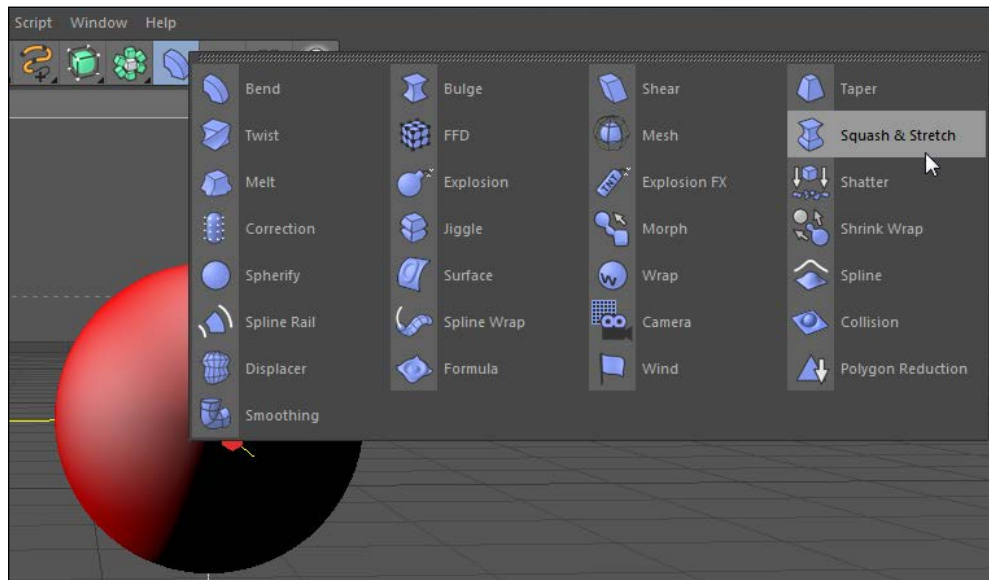 Script Window Help
Bend Bulge Shear Taper
Twist FFD Mesh Squash & Stretch
Melt Explosion Explosion FX Shatter
Correction Jiggle Morph Shrink Wrap
Spherify Surface Wrap Spline
Spline Rail Spline Wrap Camera Collision
Displacer Formula Wind Polygon Reduction
Smoothing